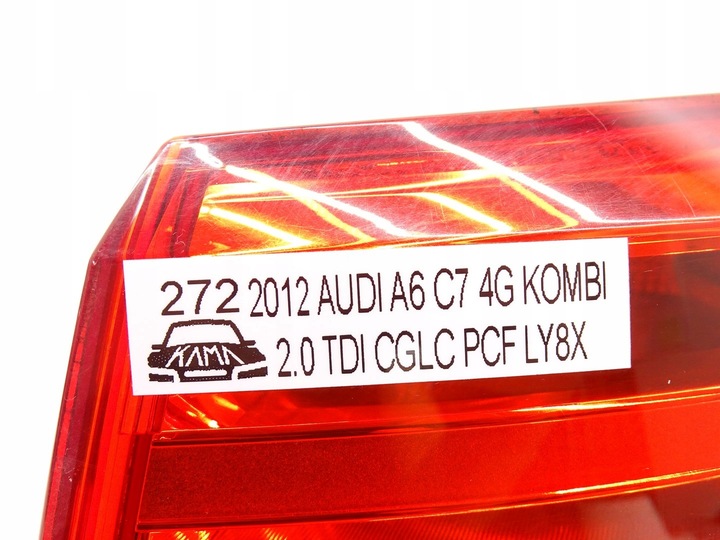 272 2012 AUDI A6 C7 4G KOMBI
KAMA 2.0 TDI CGLC PCF LY8X